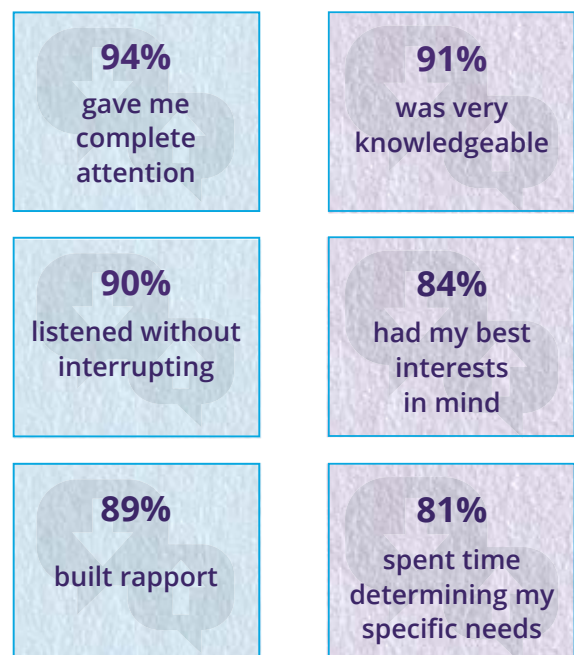 94%
gave me
complete
attention
91%
was very
knowledgeable
90%
listened without
interrupting
84%
had my best
interests
in mind
89%
built rapport
81%
spent time
determining my
specific needs